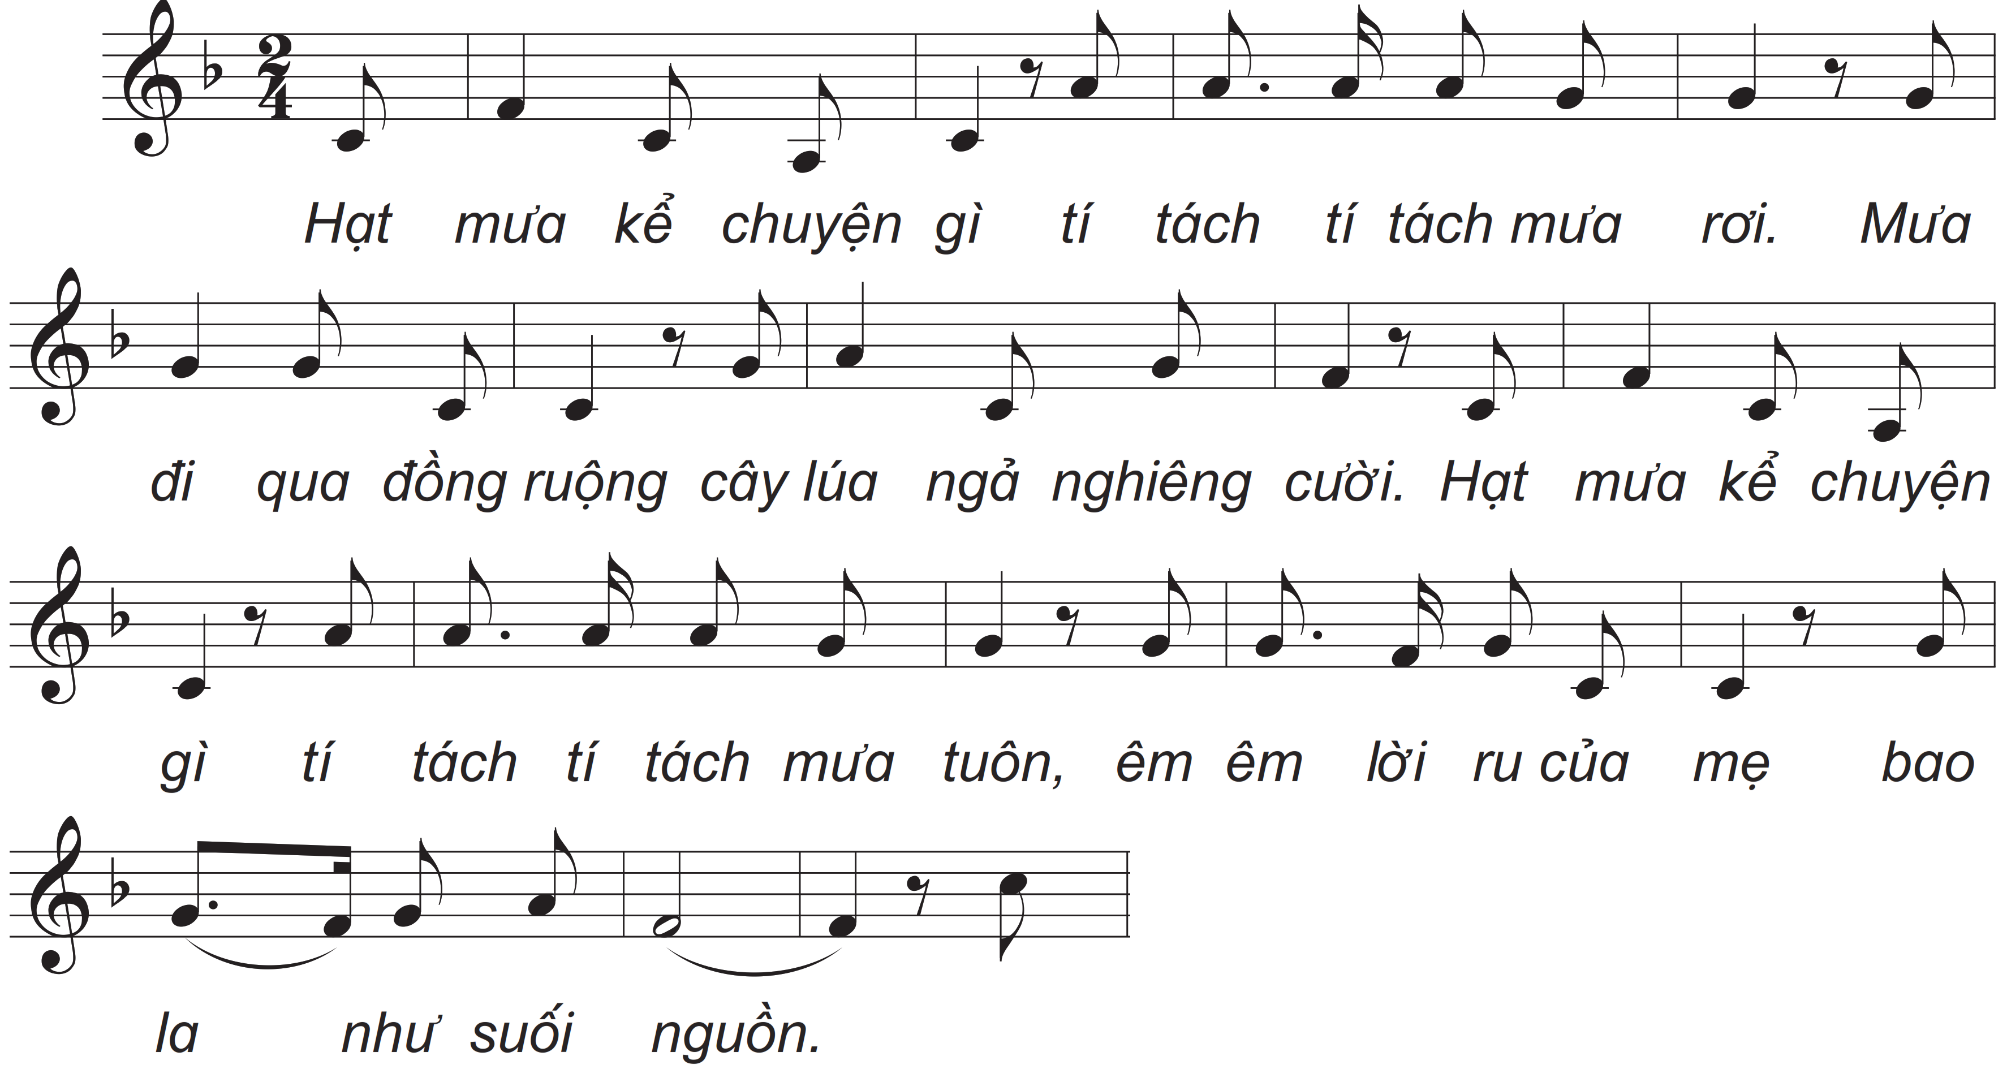 2
4
Hạt mưa kể chuyện gì tí tách tí tách mưa rơi. Mưa
đi qua đồng ruộng cây lúa ngả nghiêng cười. Hạt mưa kể chuyện
gì tí tách tí tách mưa tuôn, êm êm lời ru của mẹ bao
la như suối nguồn.